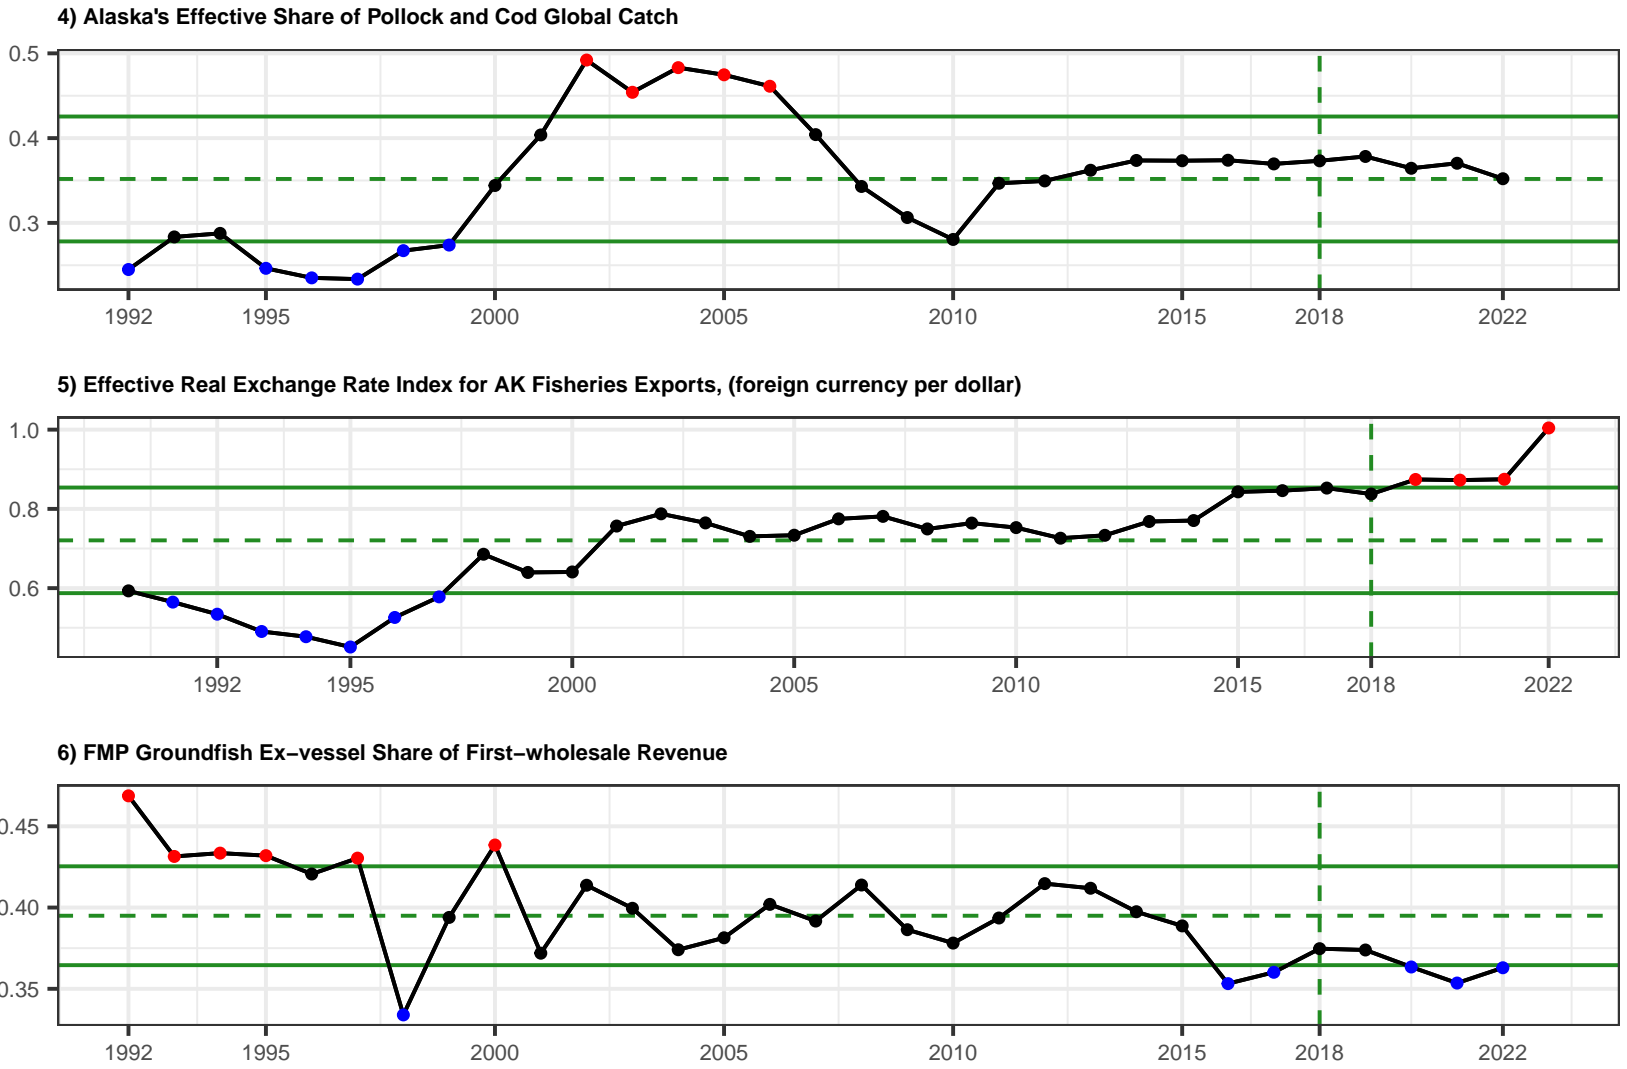 4) Alaska's Effective Share of Pollock and Cod Global Catch
0.5
0.4
0.3
1992 1995 2000 2005 2010 2015 2018 2022
5) Effective Real Exchange Rate Index for AK Fisheries Exports, (foreign currency per dollar)
1.0
0.8
0.6
1992 1995 2000 2005 2010 2015 2018 2022
6) FMP Groundfish Ex−vessel Share of First−wholesale Revenue
0.45
0.40
0.35
1992 1995 2000 2005 2010 2015 2018 2022